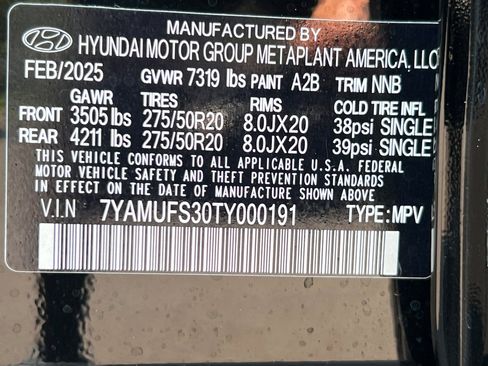 MANUFACTURED BY
HYUNDAI MOTOR GROUP METAPLANT AMERICA, LLC
FEB/2025 GVWR 7319 lbs PAINT A2B TRIM NNB
GAWR TIRES RIMS COLD TIRE INFL
FRONT 3505 lbs 275/50R20 8.0JX20 38psi SINGLE
REAR 4211 lbs 275/50R20 8.0JX20 39psi SINGLE
THIS VEHICLE CONFORMS TO ALL APPLICABLE U.S.A. FEDERAL
MOTOR VEHICLE SAFETY AND THEFT PREVENTION STANDARDS
IN EFFECT ON THE DATE OF MANUFACTURE SHOWN ABOVE
V.I.N 7YAMUFS30TY000191 TYPE: MPV